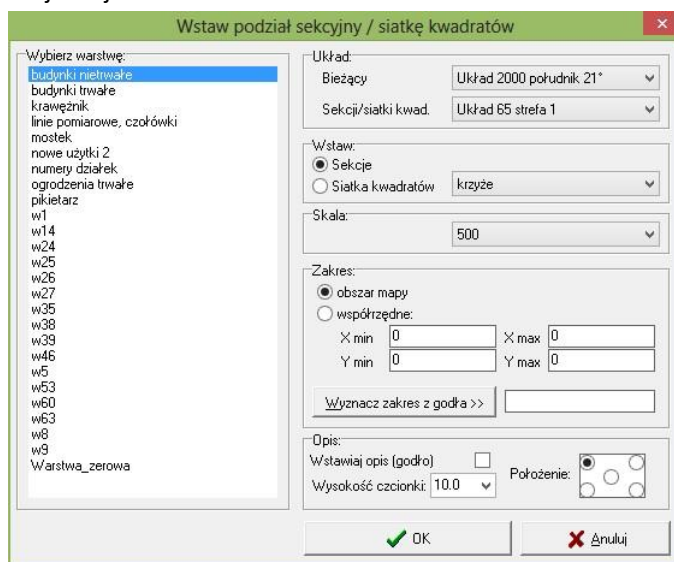 Wstaw podział sekcyjny / siatkę kwadratów
Wybierz warstwę:
budynki nietrwałe
budynki trwałe
krawężnik
linie pomiarowe, czołówki
mostek
nowe użytki 2
numery działek
ogrodzenia trwałe
pikietarz
w1
w14
w24
w25
w26
w27
w35
w38
w39
w46
w5
w53
w60
w63
w8
w9
Warstwa_zerowa
Układ:
Bieżący Układ 2000 południk 21°
Sekcji/siatki kwad. Układ 65 strefa 1
Wstaw:
Sekcje
Siatka kwadratów krzyże
Skala:
500
Zakres:
obszar mapy
współrzędne:
X min 0 X max 0
Y min 0 Y max 0
Wyznacz zakres z godła >>
Opis:
Wstawiaj opis (godło)
Wysokość czcionki: 10.0 Położenie:
OK Anuluj